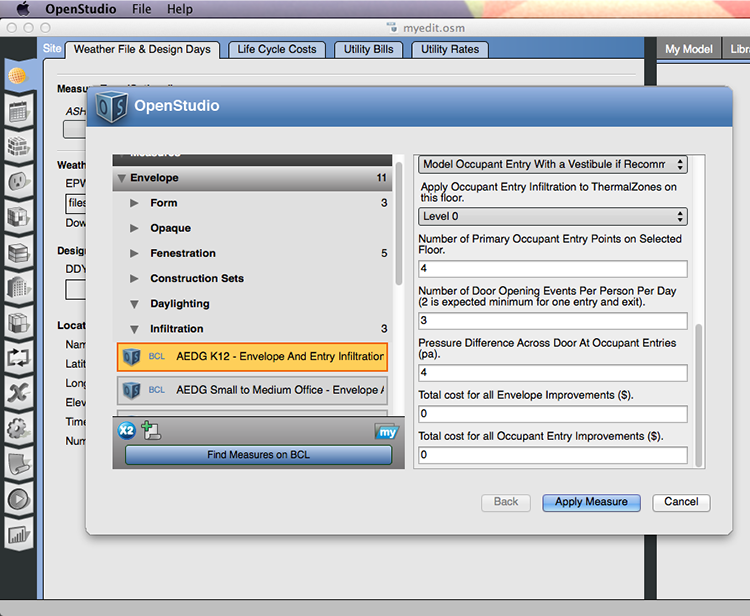 OpenStudio File Help
myedit.osm
Site Weather File & Design Days Life Cycle Costs Utility Bills Utility Rates My Model Libr
Measu
ASH
OpenStudio
OS
Measures
Envelope 11
Form 3
Opaque
Fenestration 5
Construction Sets
Daylighting
Infiltration 3
BCL AEDG K12 - Envelope And Entry Infiltration
BCL AEDG Small to Medium Office - Envelope A
X2 my
Find Measures on BCL
Model Occupant Entry With a Vestibule if Recomm
Apply Occupant Entry Infiltration to ThermalZones on
this floor.
Level 0
Number of Primary Occupant Entry Points on Selected
Floor.
4
Number of Door Opening Events Per Person Per Day
(2 is expected minimum for one entry and exit).
3
Pressure Difference Across Door At Occupant Entries
(pa).
4
Total cost for all Envelope Improvements ($).
0
Total cost for all Occupant Entry Improvements ($).
0
Back Apply Measure Cancel
Weath
EPW
files
Dow
Design
DDY
Locat
Nam
Latit
Long
Elev
Time
Num